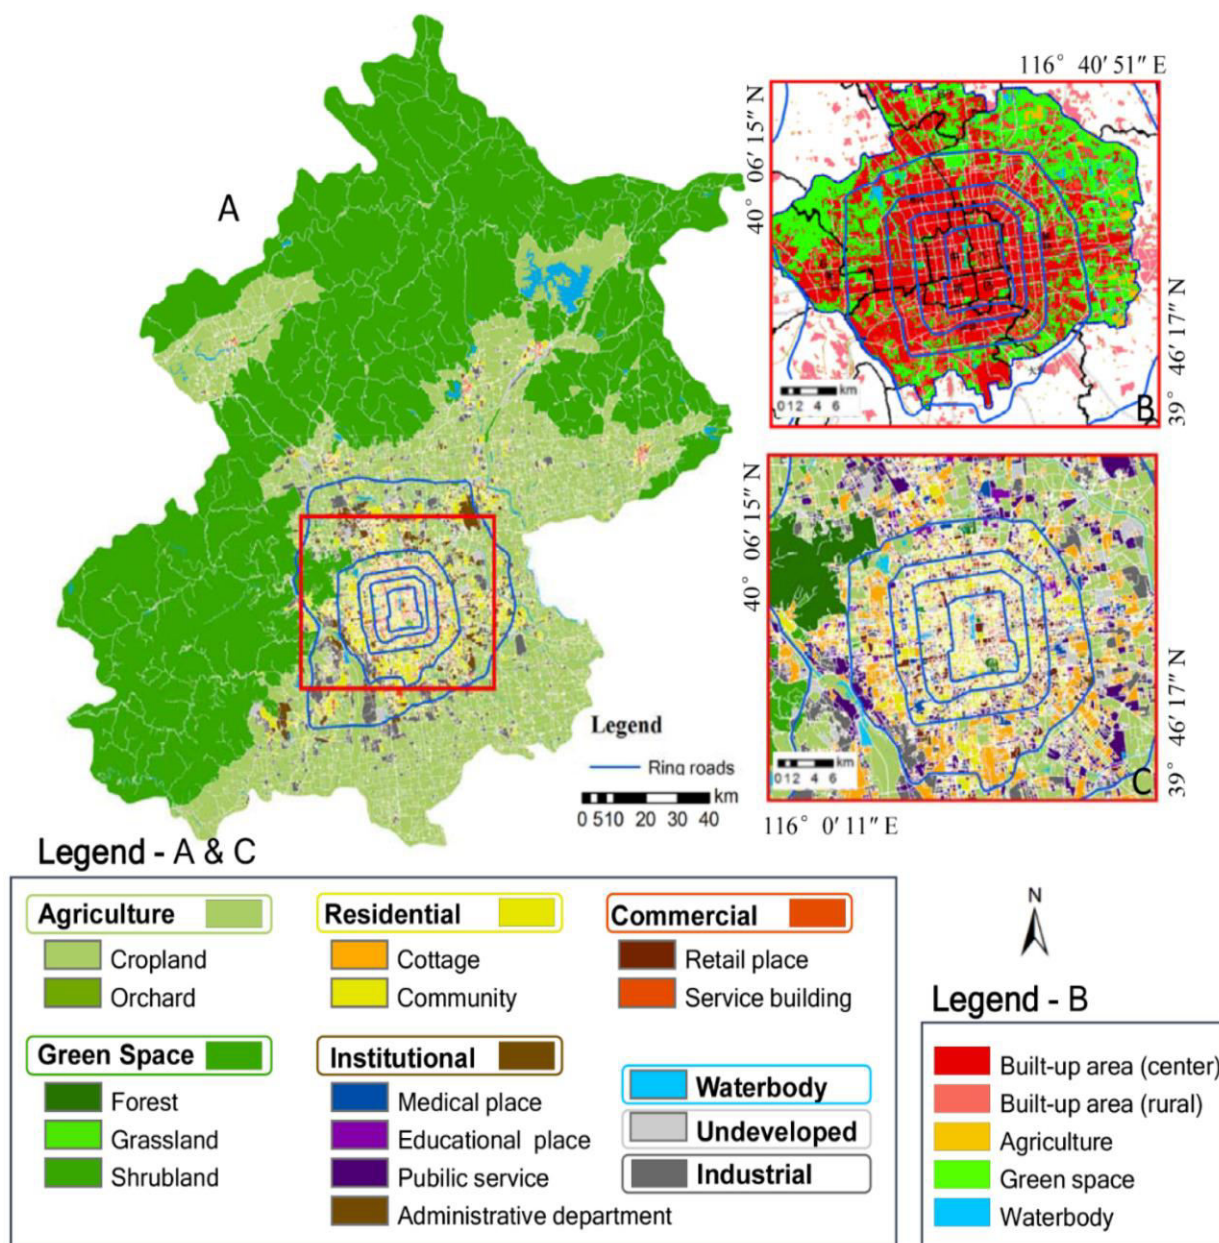 116° 40′ 51″ E
A
40° 06′ 15″ N
39° 46′ 17″ N
km
0 1 2 4 6
B
40° 06′ 15″ N
39° 46′ 17″ N
km
0 1 2 4 6
C
116° 0′ 11″ E
Legend
Ring roads
km
0 5 10 20 30 40
Legend - A & C
Agriculture
Cropland
Orchard
Residential
Cottage
Community
Commercial
Retail place
Service building
Green Space
Forest
Grassland
Shrubland
Institutional
Medical place
Educational place
Pubilic service
Administrative department
Waterbody
Undeveloped
Industrial
N
Legend - B
Built-up area (center)
Built-up area (rural)
Agriculture
Green space
Waterbody